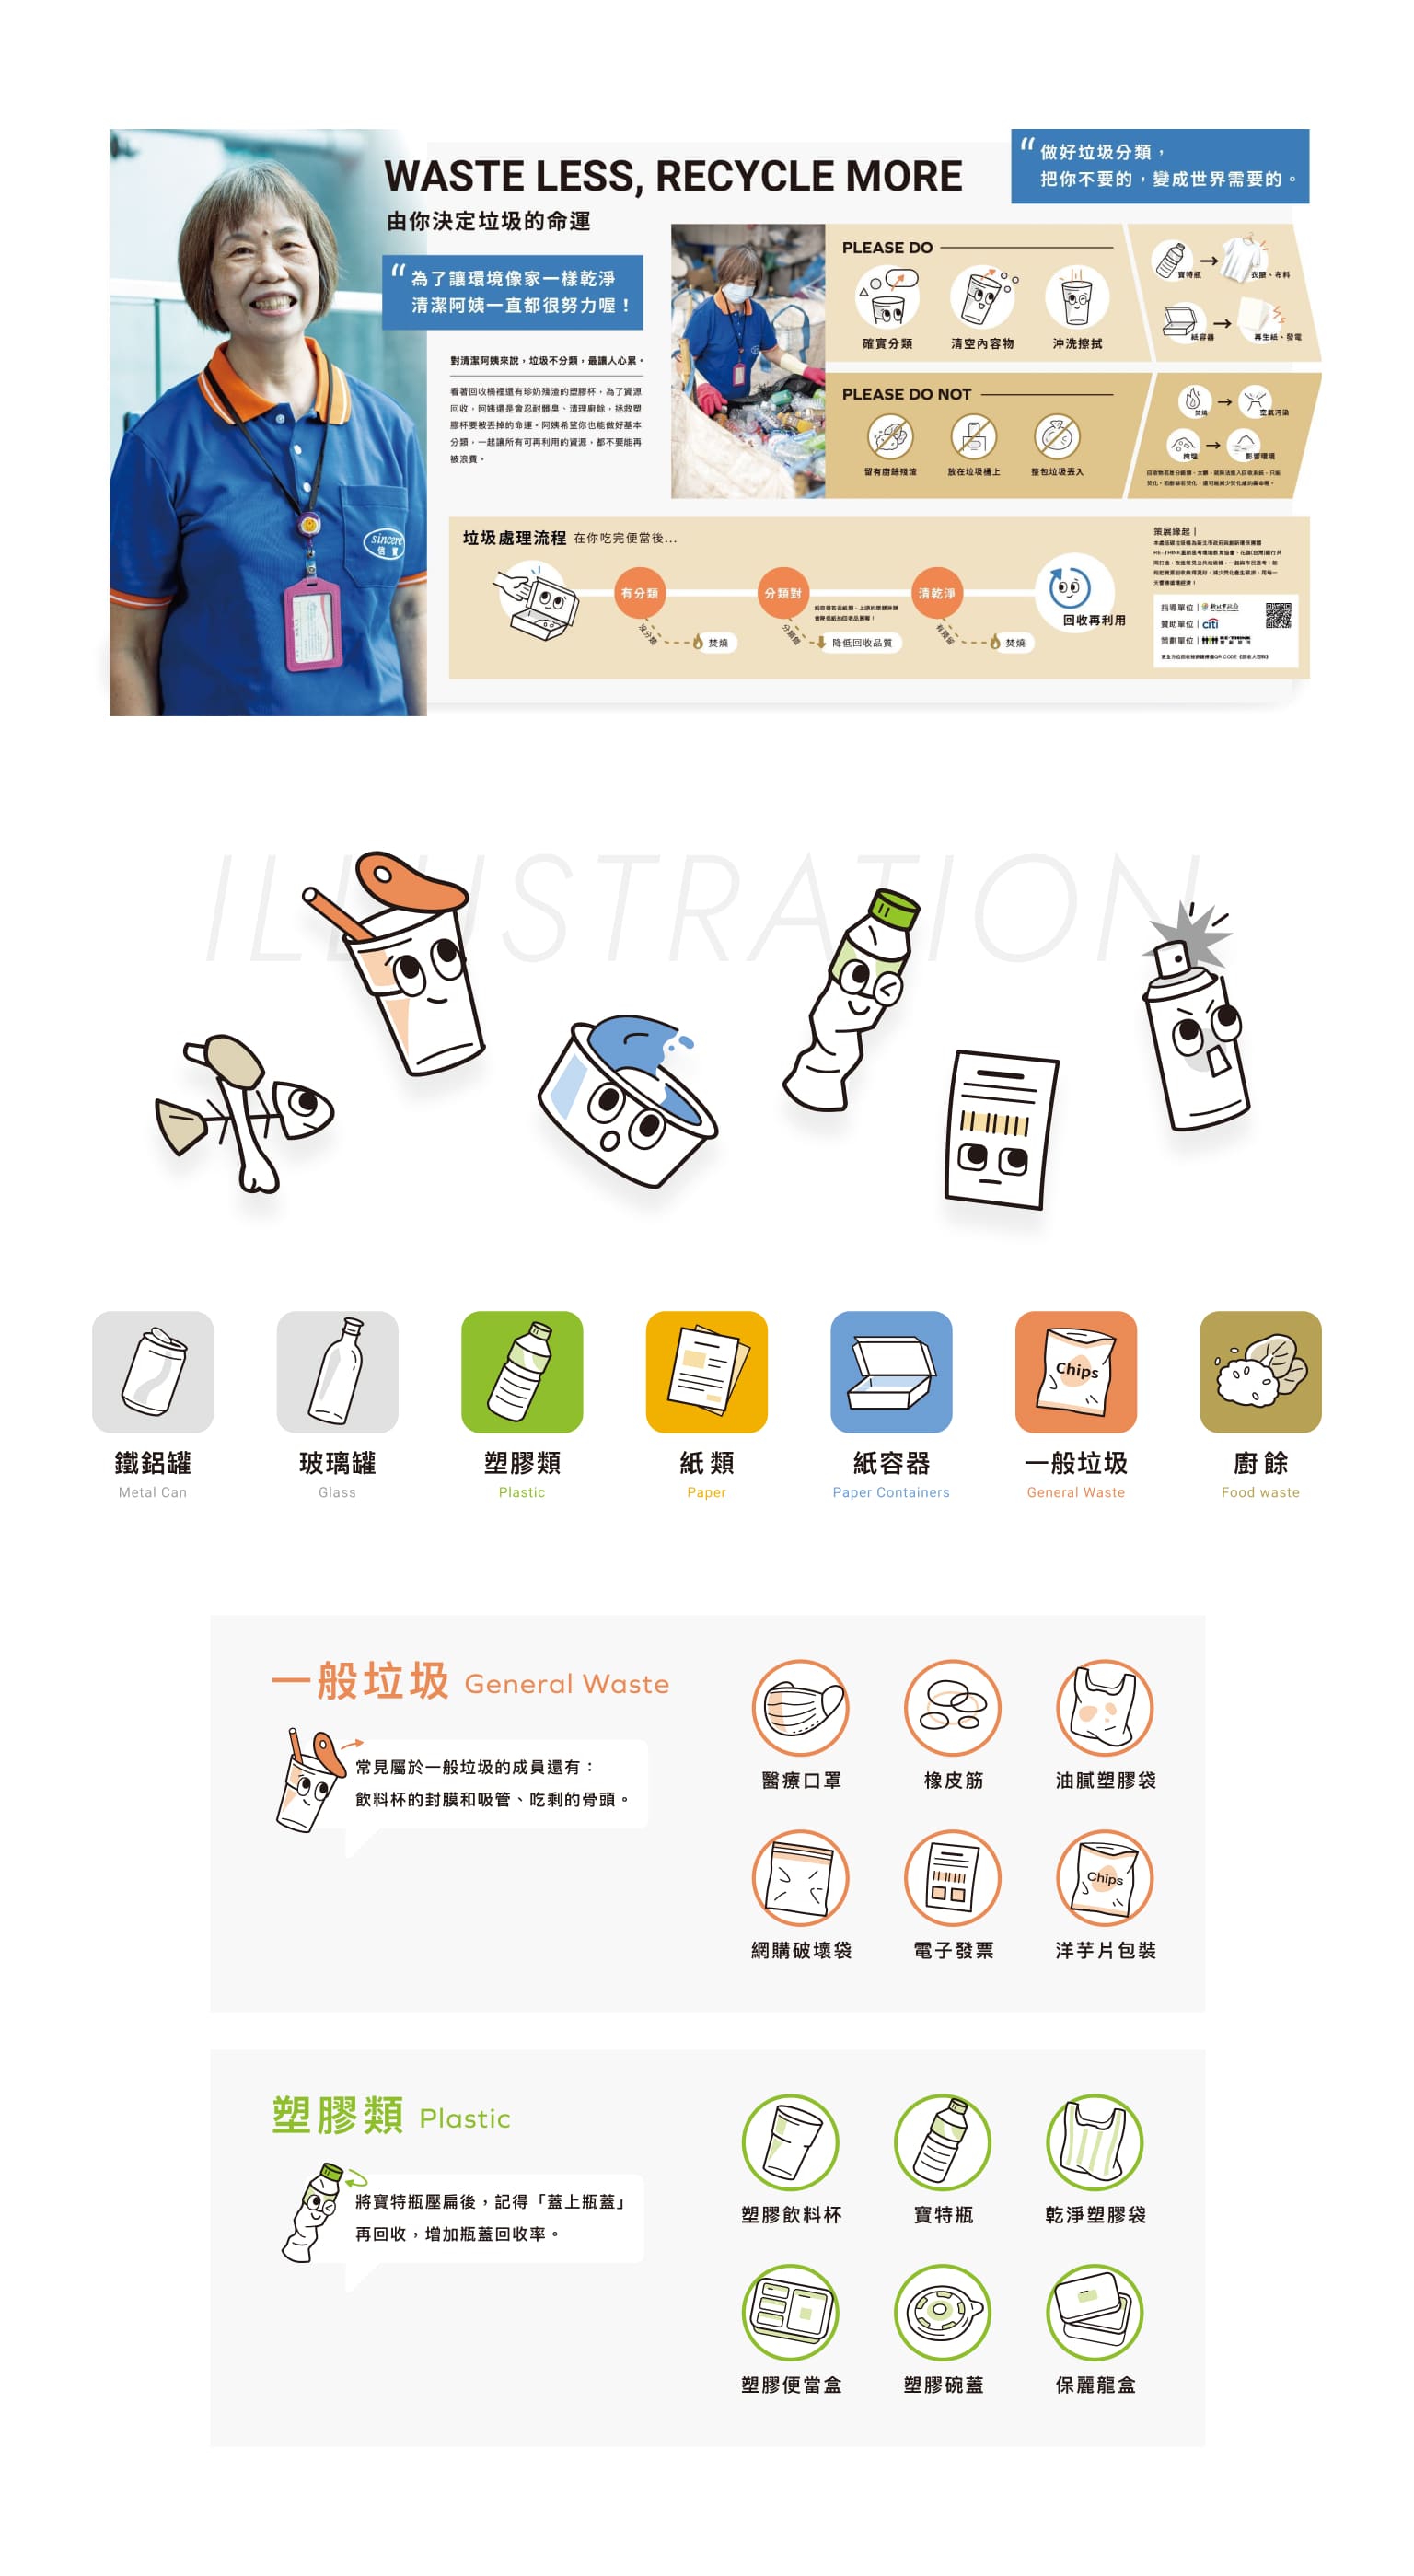 WASTE LESS, RECYCLE MORE
由你決定垃圾的命運
“做好垃圾分類，
把你不要的，變成世界需要的。
“為了讓環境像家一樣乾淨
清潔阿姨一直都很努力喔！
對清潔阿姨來說，垃圾不分類，最讓人心累。
看著回收桶裡還有珍奶殘渣的塑膠杯，為了資源
回收，阿姨還是會忍耐髒臭、清理廚餘，拯救塑
膠杯要被丟掉的命運。阿姨希望你也能做好基本
分類，一起讓所有可再利用的資源，都不要能再
被浪費。
sincere
PLEASE DO
確實分類
清空內容物
沖洗擦拭
寶特瓶
衣服、布料
紙容器
再生紙、發電
PLEASE DO NOT
留有廚餘殘渣
放在垃圾桶上
整包垃圾丟入
焚燒
空氣污染
掩埋
影響環境
垃圾處理流程 在你吃完便當後...
有分類
分類對
清乾淨
回收再利用
沒分類
焚燒
分類錯
降低回收品質
焚燒
策展緣起｜
指導單位｜新北市政府
贊助單位｜citi
策劃單位｜RE-THINK
ILLUSTRATION
Chips
鐵鋁罐
Metal Can
玻璃罐
Glass
塑膠類
Plastic
紙類
Paper
紙容器
Paper Containers
一般垃圾
General Waste
廚餘
Food waste
一般垃圾 General Waste
常見屬於一般垃圾的成員還有：
飲料杯的封膜和吸管、吃剩的骨頭。
醫療口罩
橡皮筋
油膩塑膠袋
Chips
網購破壞袋
電子發票
洋芋片包裝
塑膠類 Plastic
將寶特瓶壓扁後，記得「蓋上瓶蓋」
再回收，增加瓶蓋回收率。
塑膠飲料杯
寶特瓶
乾淨塑膠袋
塑膠便當盒
塑膠碗蓋
保麗龍盒